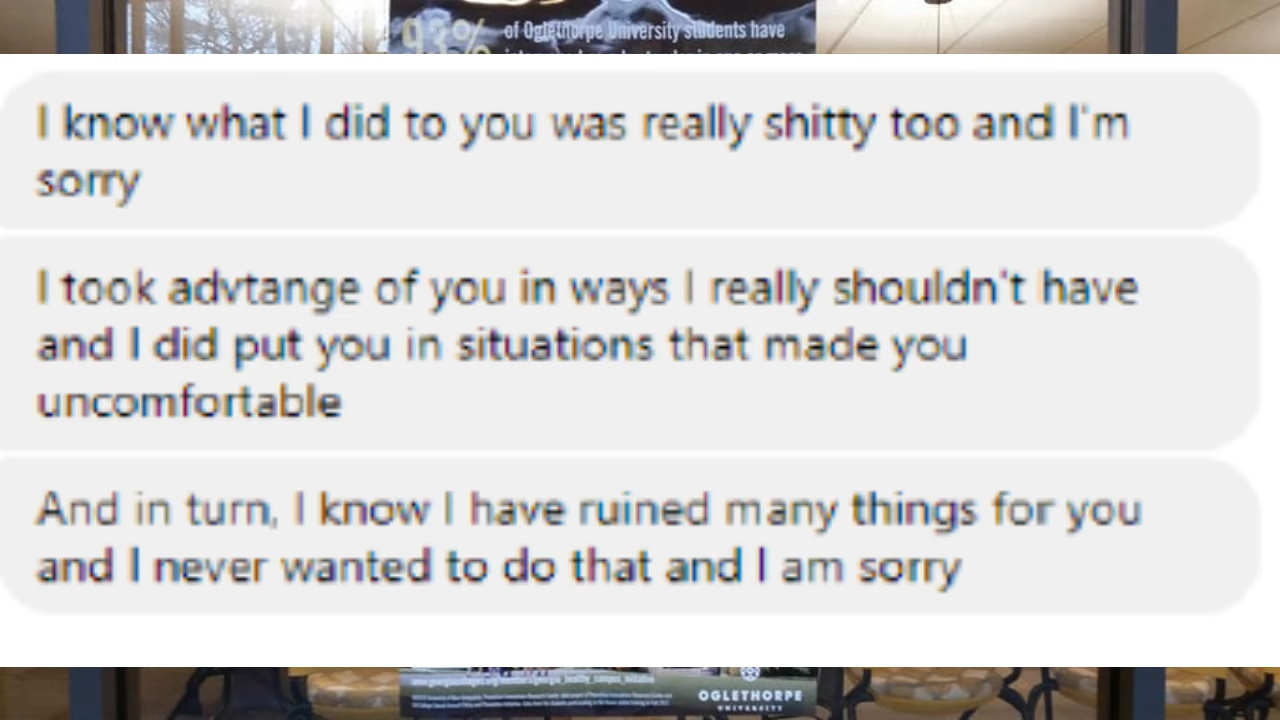 93%
of Oglethorpe University students have
I know what I did to you was really shitty too and I'm
sorry
I took advtange of you in ways I really shouldn't have
and I did put you in situations that made you
uncomfortable
And in turn, I know I have ruined many things for you
and I never wanted to do that and I am sorry
OGLETHORPE
UNIVERSITY